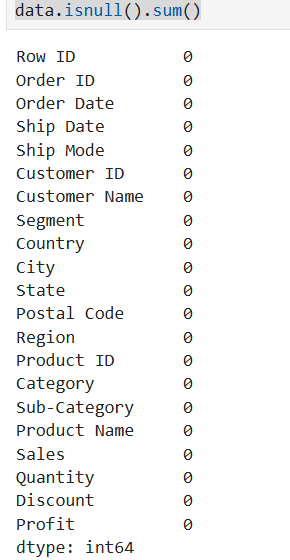 data.isnull().sum()
Row ID 0
Order ID 0
Order Date 0
Ship Date 0
Ship Mode 0
Customer ID 0
Customer Name 0
Segment 0
Country 0
City 0
State 0
Postal Code 0
Region 0
Product ID 0
Category 0
Sub-Category 0
Product Name 0
Sales 0
Quantity 0
Discount 0
Profit 0
dtype: int64